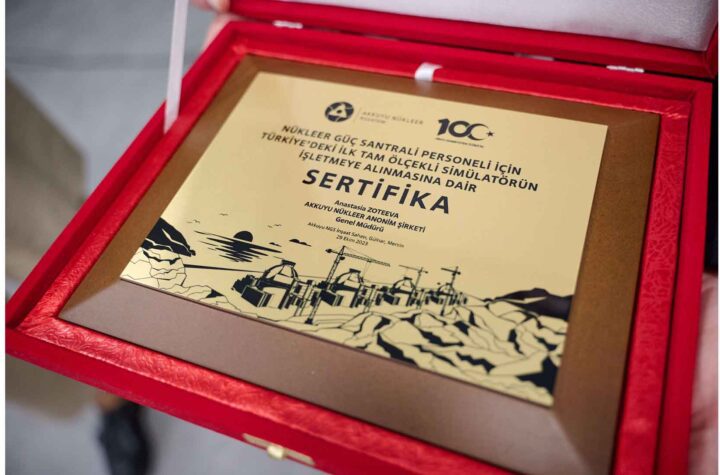 AKKUYU NÜKLEER
ROSATOM
100
NÜKLEER GÜÇ SANTRALİ PERSONELİ İÇİN
TÜRKİYE'DEKİ İLK TAM ÖLÇEKLİ SİMÜLATÖRÜN
İŞLETMEYE ALINMASINA DAİR
SERTİFİKA
Anastasia ZOTEEVA
AKKUYU NÜKLEER ANONİM ŞİRKETİ
Genel Müdürü
Akkuyu NGS İnşaat Sahası, Gülnar, Mersin
28 Ekim 2023